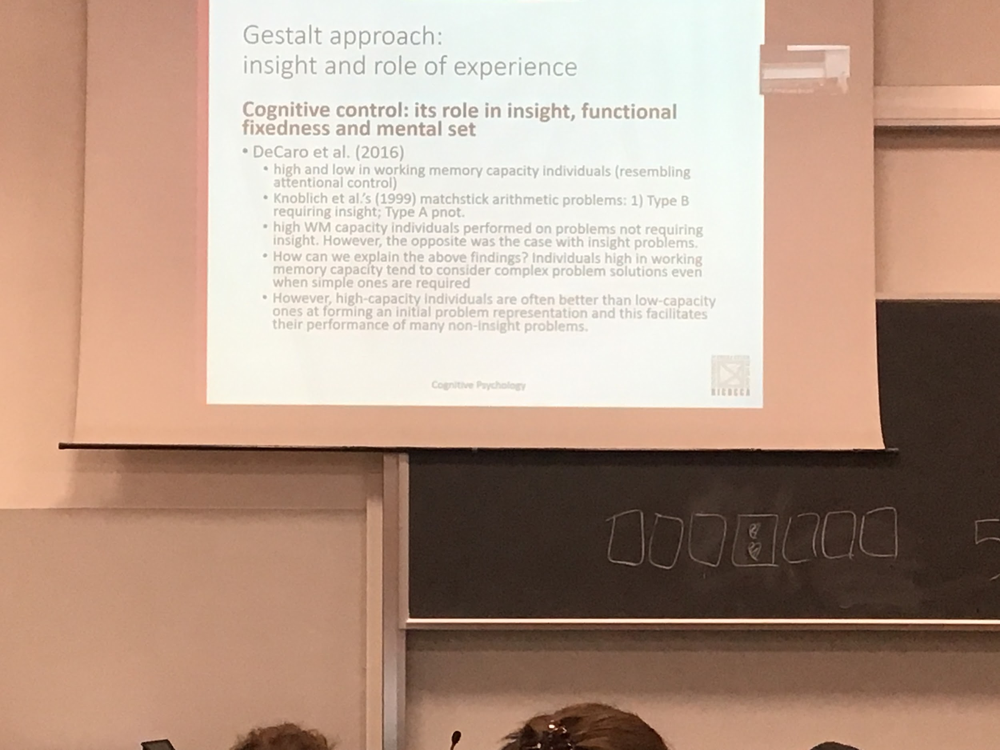 Gestalt approach:
insight and role of experience
Cognitive control: its role in insight, functional
fixedness and mental set
• DeCaro et al. (2016)
• high and low in working memory capacity individuals (resembling
attentional control)
• Knoblich et al.'s (1999) matchstick arithmetic problems: 1) Type B
requiring insight; Type A pnot.
• high WM capacity individuals performed on problems not requiring
insight. However, the opposite was the case with insight problems.
• How can we explain the above findings? Individuals high in working
memory capacity tend to consider complex problem solutions even
when simple ones are required
• However, high-capacity individuals are often better than low-capacity
ones at forming an initial problem representation and this facilitates
their performance of many non-insight problems.
Cognitive Psychology
BICOCCA